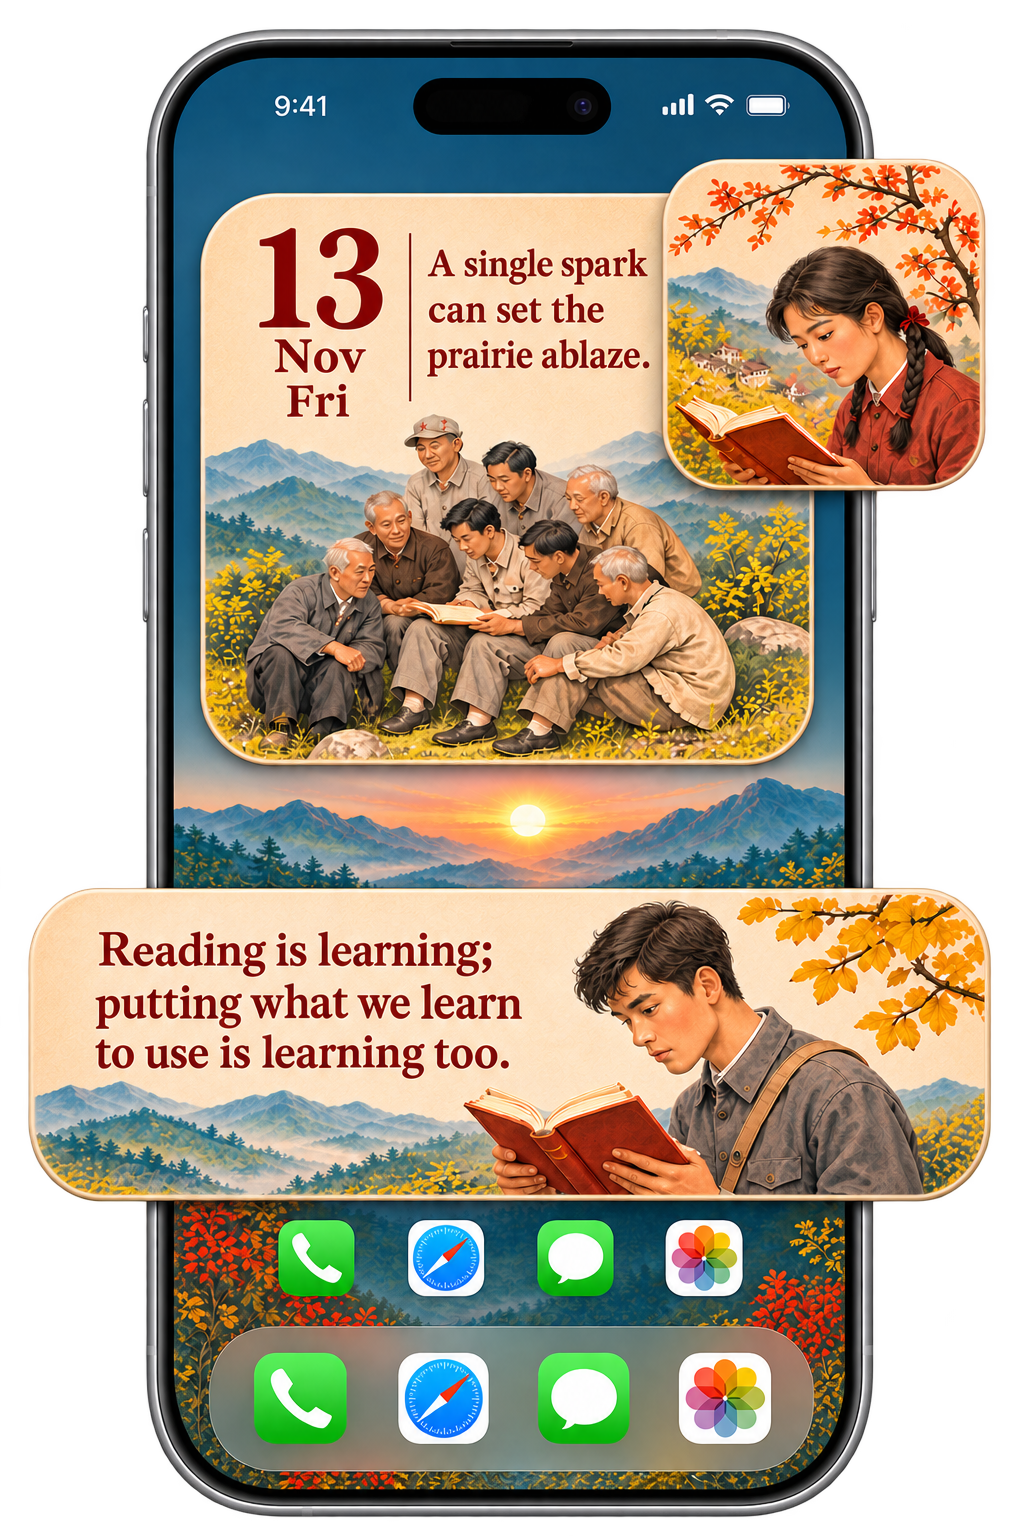 9:41
13
Nov
Fri
A single spark
can set the
prairie ablaze.
Reading is learning;
putting what we learn
to use is learning too.